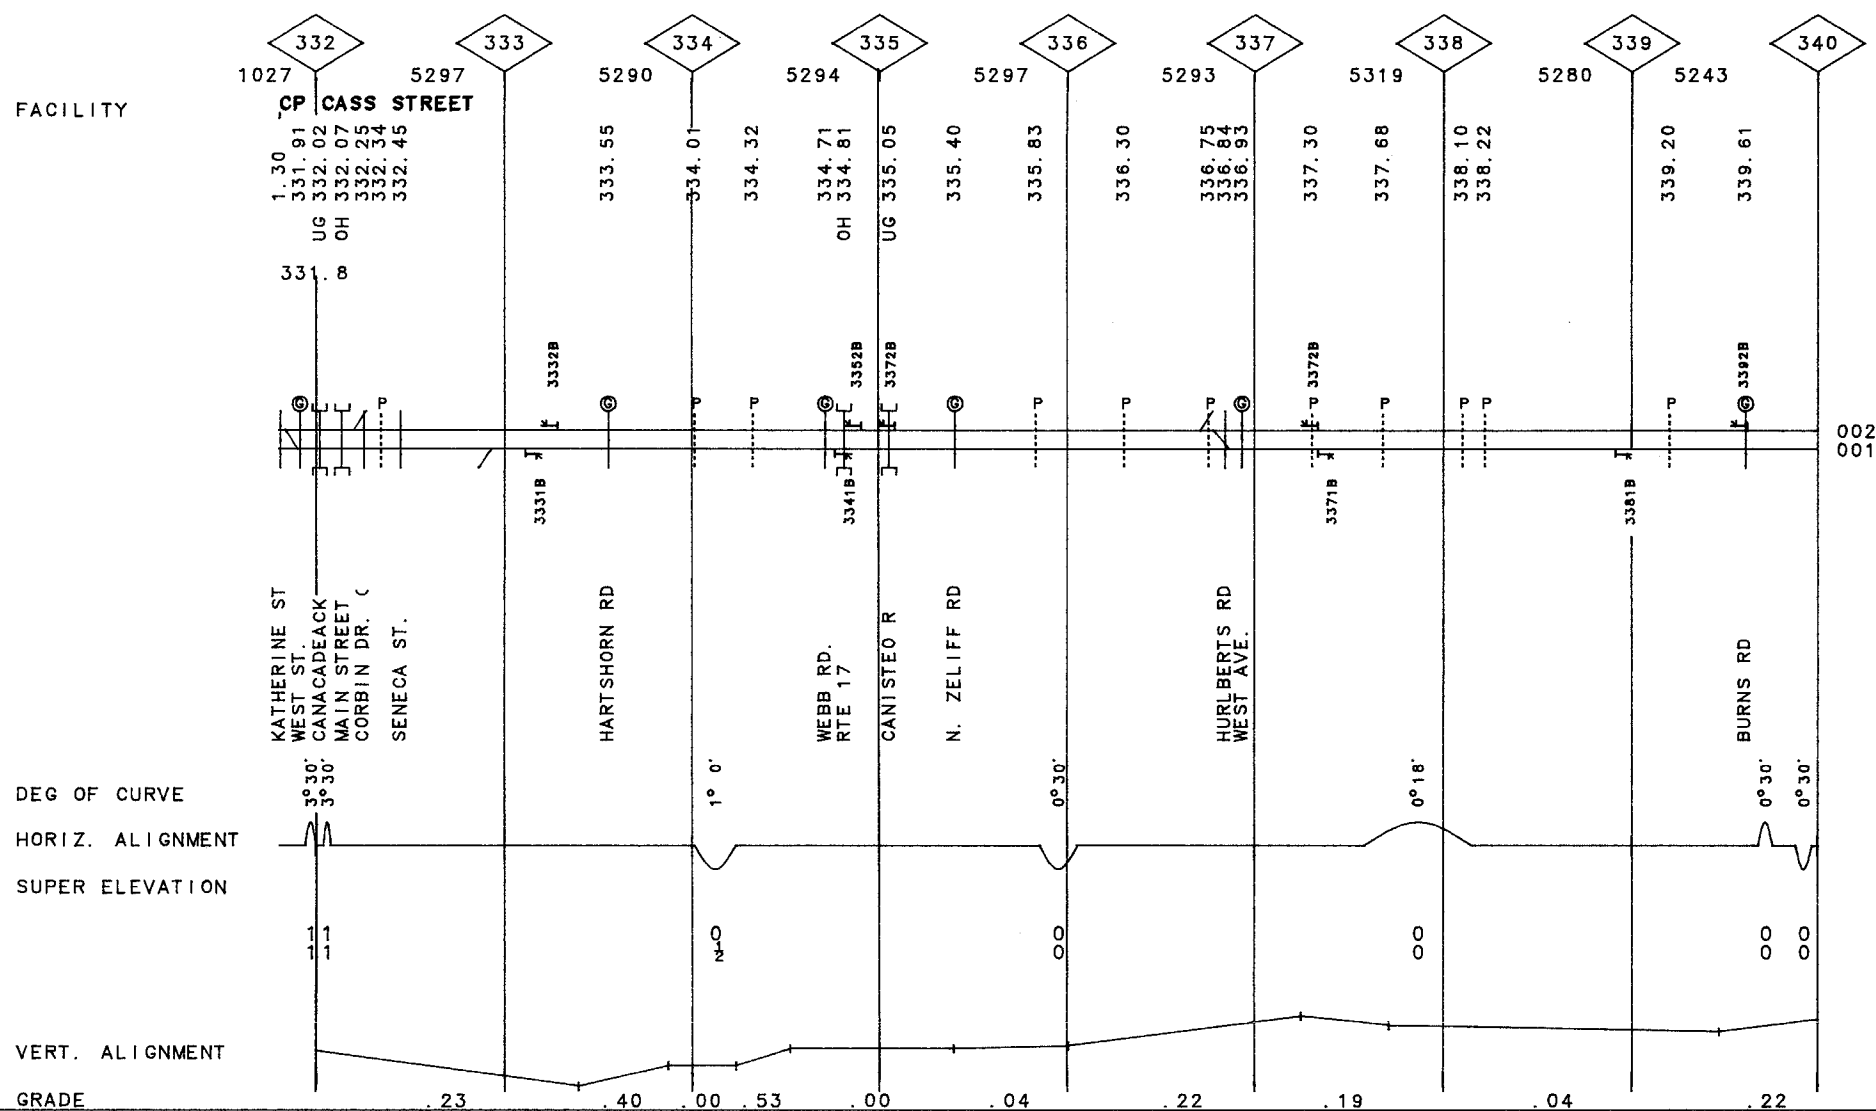 332 333 334 335 336 337 338 339 340
1027 5297 5290 5294 5297 5293 5319 5280 5243
FACILITY
CP CASS STREET
1.30
331.91
UG 332.02
OH 332.07
332.25
332.34
332.45
333.55
334.01
334.32
334.71
OH 334.81
UG 335.05
335.40
335.83
336.30
336.75
336.84
336.93
337.30
337.68
338.10
338.22
339.20
339.61
331.8
3332B
3352B
3372B
3372B
3392B
G P G P P G G P P P G P P P P P G
002
001
3331B
3341B
3371B
3381B
KATHERINE ST
WEST ST.
CANACADEACK
MAIN STREET
CORBIN DR. (
SENECA ST.
HARTSHORN RD
WEBB RD.
RTE 17
CANISTEO R
N. ZELIFF RD
HURLBERTS RD
WEST AVE.
BURNS RD
DEG OF CURVE
3°30'
3°30'
1° 0'
0°30'
0°18'
0°30'
0°30'
HORIZ. ALIGNMENT
SUPER ELEVATION
1 1 0 0 0 0 0
1 1 ½ 0 0 0 0
VERT. ALIGNMENT
GRADE .23 .40 .00 .53 .00 .04 .22 .19 .04 .22